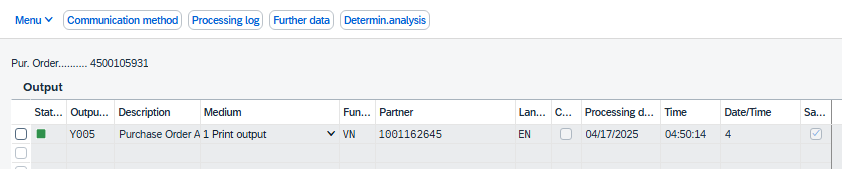 Menu Communication method Processing log Further data Determin.analysis
Pur. Order.......... 4500105931
Output
Stat... Outpu... Description Medium Fun... Partner Lan... C... Processing d... Time Date/Time Sa...
Y005 Purchase Order A 1 Print output VN 1001162645 EN 04/17/2025 04:50:14 4